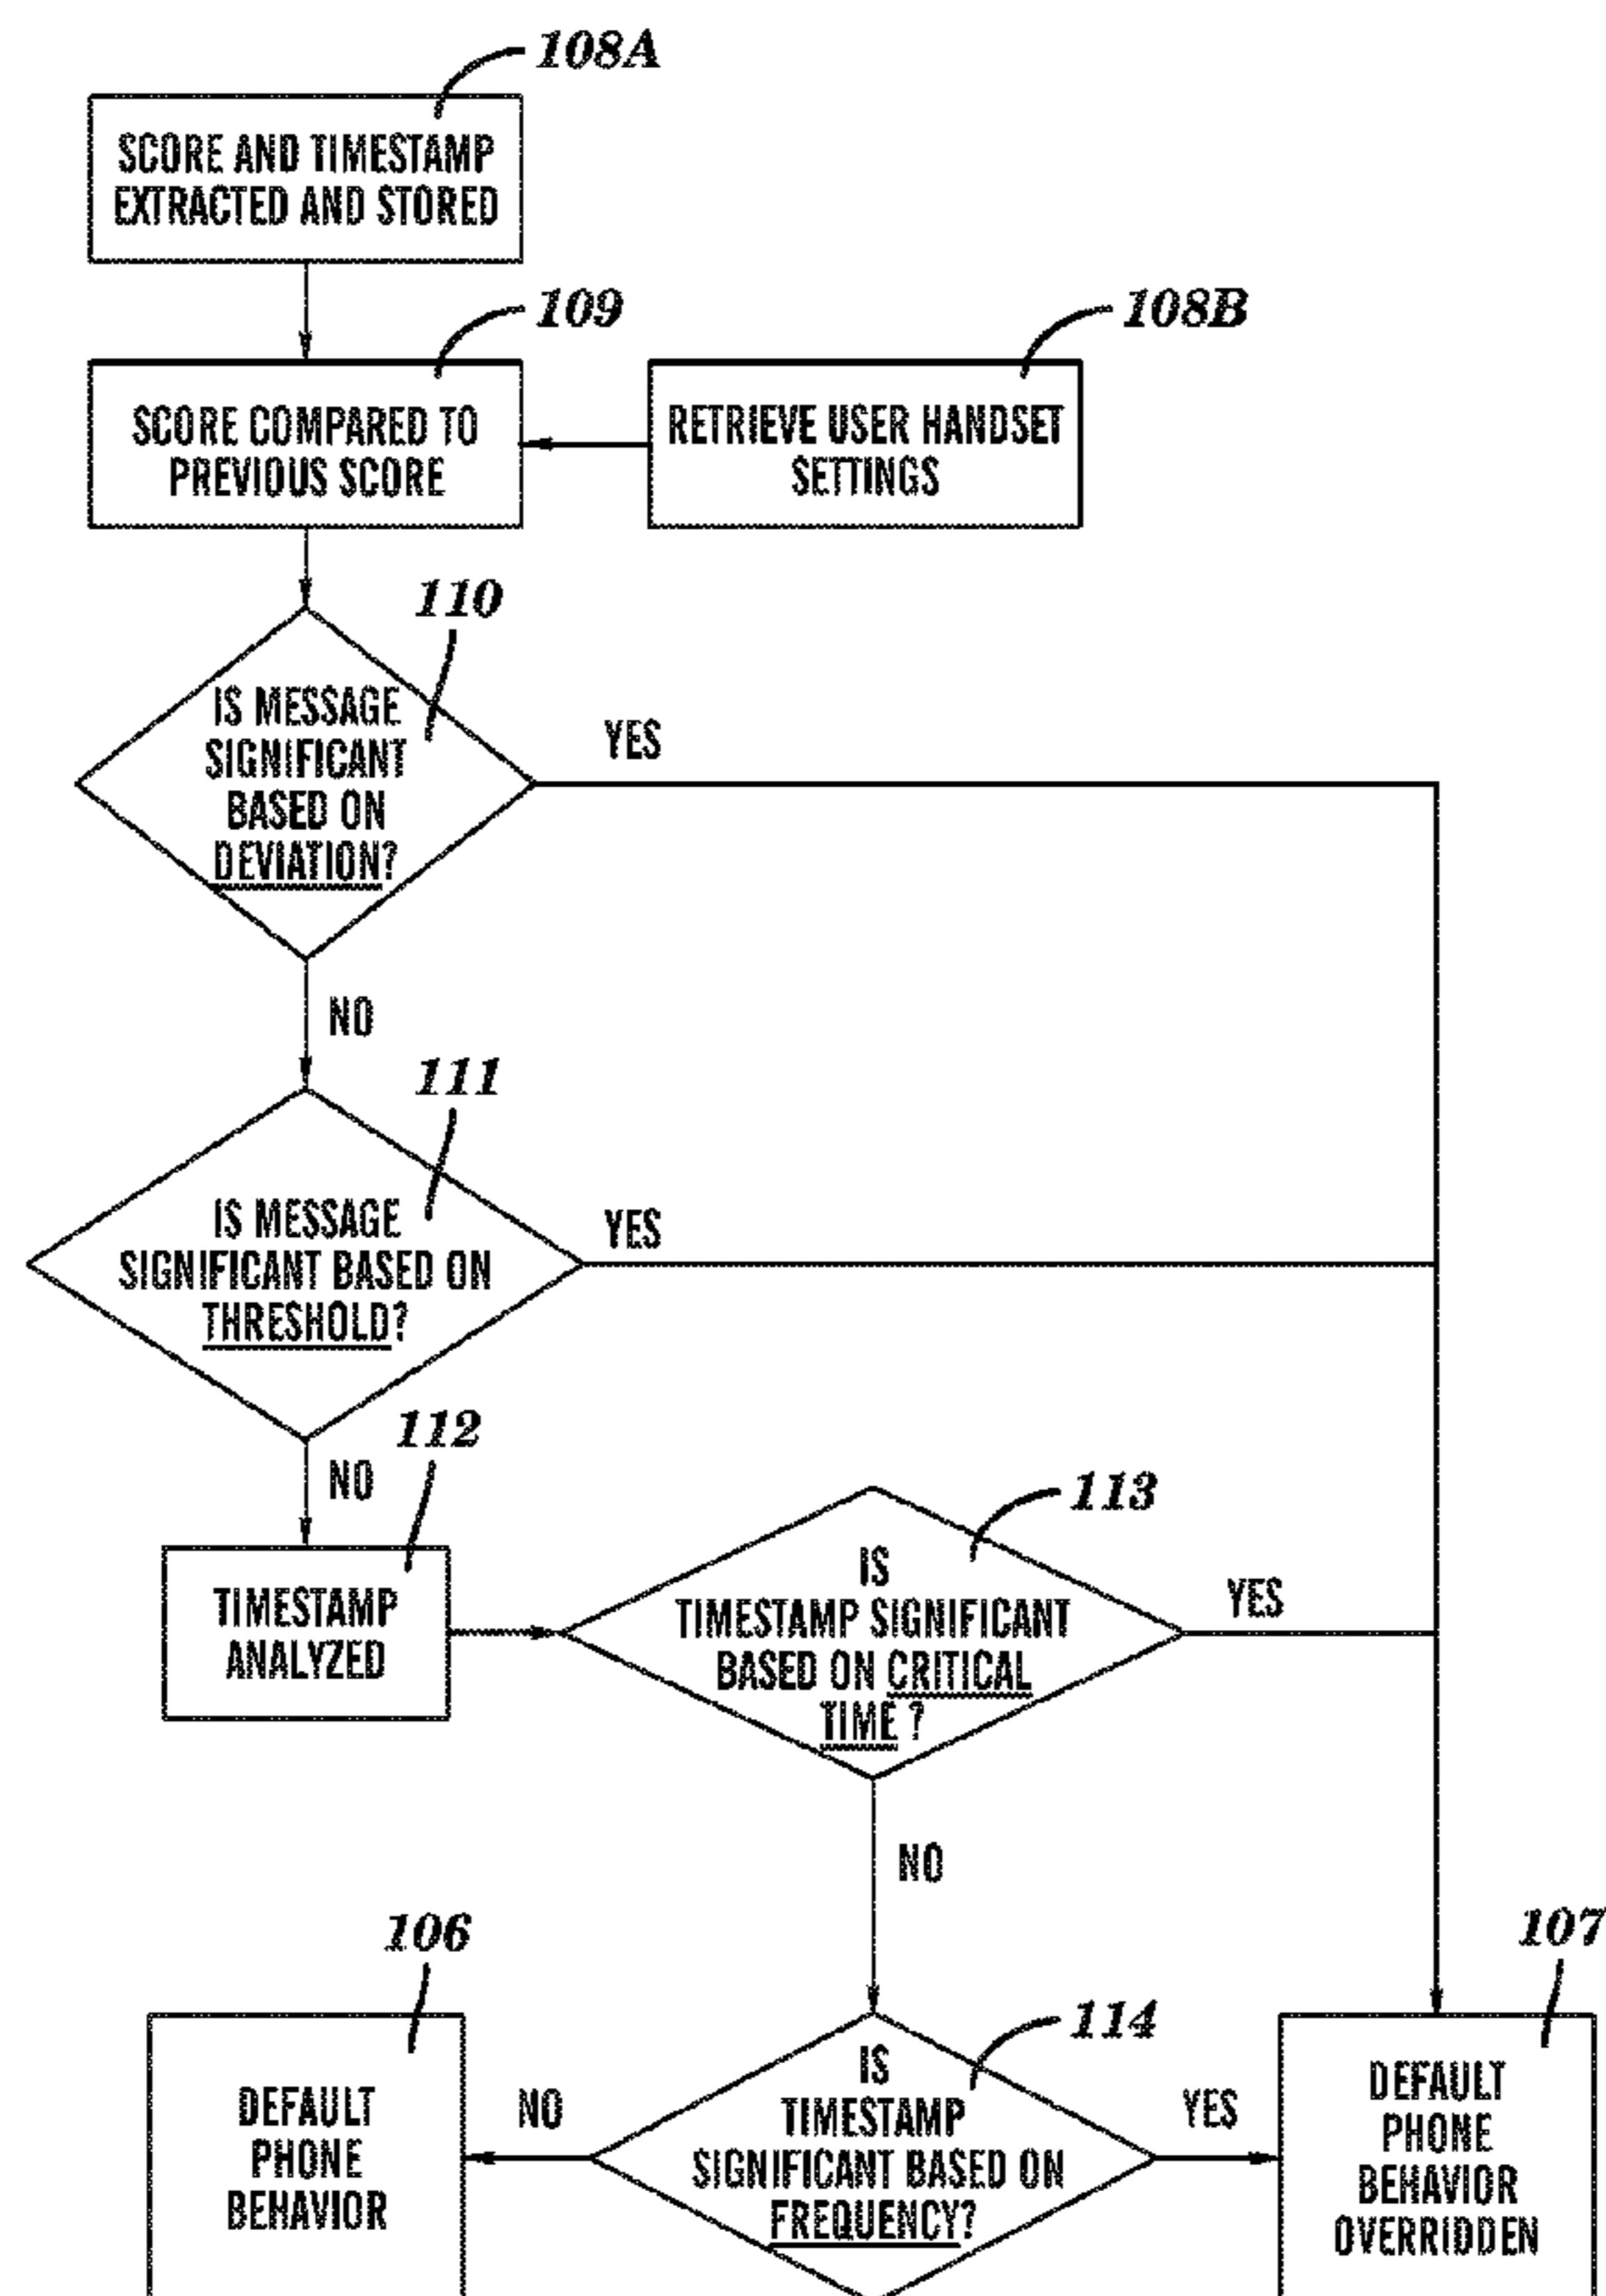 108A
SCORE AND TIMESTAMP
EXTRACTED AND STORED
109
108B
SCORE COMPARED TO
PREVIOUS SCORE
RETRIEVE USER HANDSET
SETTINGS
110
IS MESSAGE
SIGNIFICANT
BASED ON
DEVIATION?
YES
NO
111
IS MESSAGE
SIGNIFICANT BASED ON
THRESHOLD?
YES
NO
112
TIMESTAMP
ANALYZED
113
IS
TIMESTAMP SIGNIFICANT
BASED ON CRITICAL
TIME ?
YES
NO
106
DEFAULT
PHONE
BEHAVIOR
NO
114
IS
TIMESTAMP
SIGNIFICANT BASED ON
FREQUENCY?
YES
107
DEFAULT
PHONE
BEHAVIOR
OVERRIDDEN